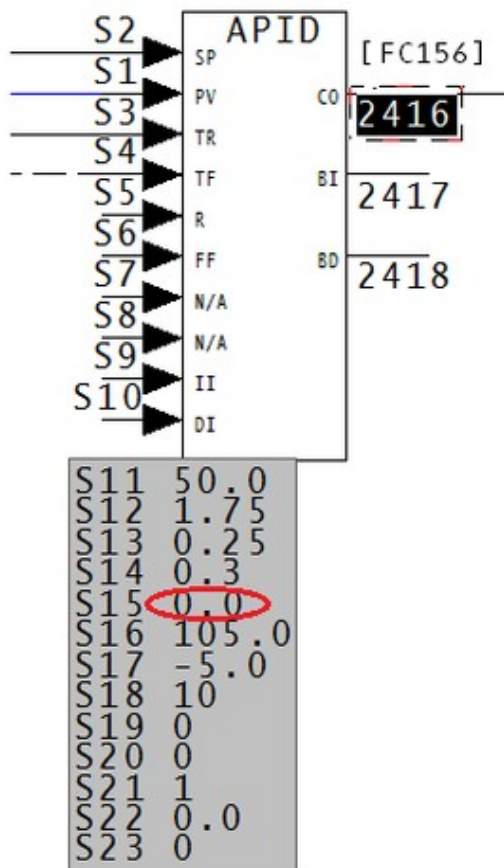 S2
APID
[FC156]
SP
S1
PV
CO
2416
S3
TR
S4
TF
BI
2417
S5
R
S6
FF
BD
2418
S7
N/A
S8
N/A
S9
II
S10
DI
S11 50.0
S12 1.75
S13 0.25
S14 0.3
S15 0.0
S16 105.0
S17 -5.0
S18 10
S19 0
S20 0
S21 1
S22 0.0
S23 0